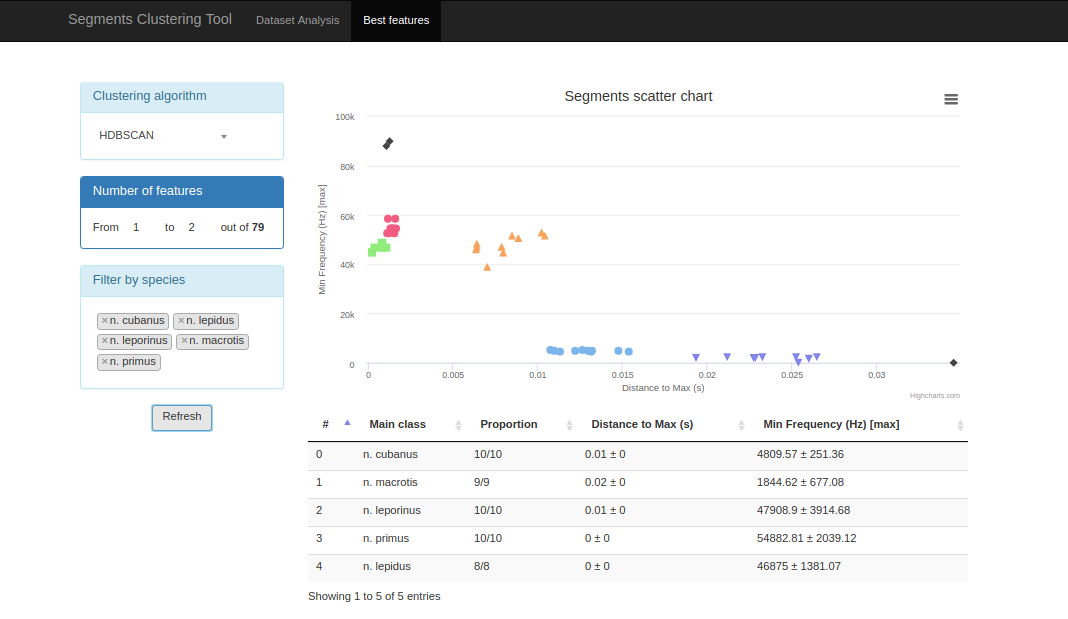 Segments Clustering Tool Dataset Analysis Best features
Clustering algorithm
HDBSCAN
Number of features
From 1 to 2 out of 79
Filter by species
×n. cubanus ×n. lepidus
×n. leporinus ×n. macrotis
×n. primus
Refresh
Segments scatter chart
100k
80k
60k
40k
20k
0
Min Frequency (Hz) [max]
0 0.005 0.01 0.015 0.02 0.025 0.03
Distance to Max (s)
Highcharts.com
# Main class Proportion Distance to Max (s) Min Frequency (Hz) [max]
0 n. cubanus 10/10 0.01 ± 0 4809.57 ± 251.36
1 n. macrotis 9/9 0.02 ± 0 1844.62 ± 677.08
2 n. leporinus 10/10 0.01 ± 0 47908.9 ± 3914.68
3 n. primus 10/10 0 ± 0 54882.81 ± 2039.12
4 n. lepidus 8/8 0 ± 0 46875 ± 1381.07
Showing 1 to 5 of 5 entries